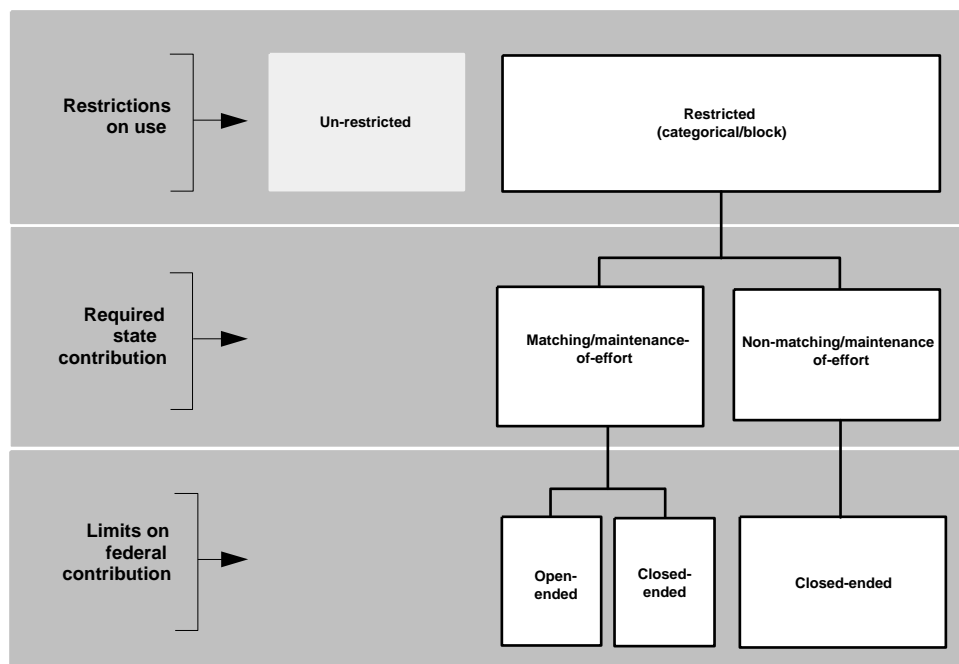 Restrictions
on use
Un-restricted
Restricted
(categorical/block)
Required
state
contribution
Matching/maintenance-
of-effort
Non-matching/maintenance
of-effort
Limits on
federal
contribution
Open-
ended
Closed-
ended
Closed-ended